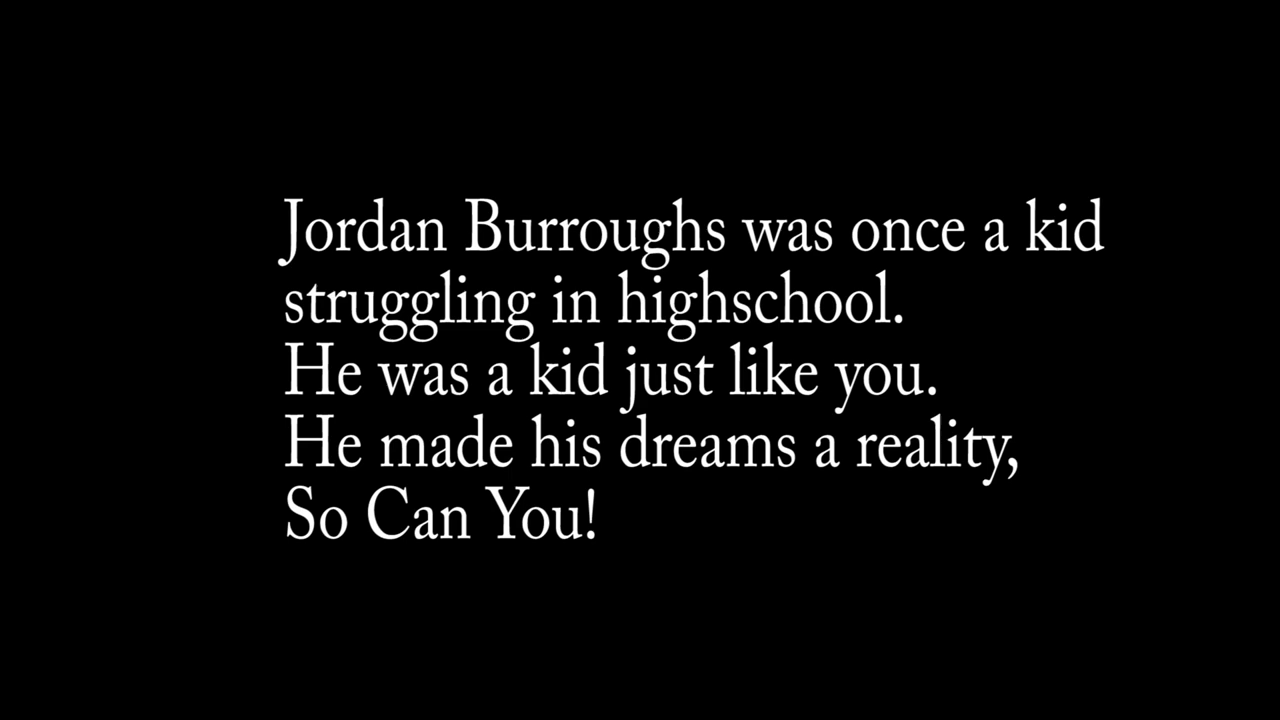 Jordan Burroughs was once a kid
struggling in highschool.
He was a kid just like you.
He made his dreams a reality,
So Can You!